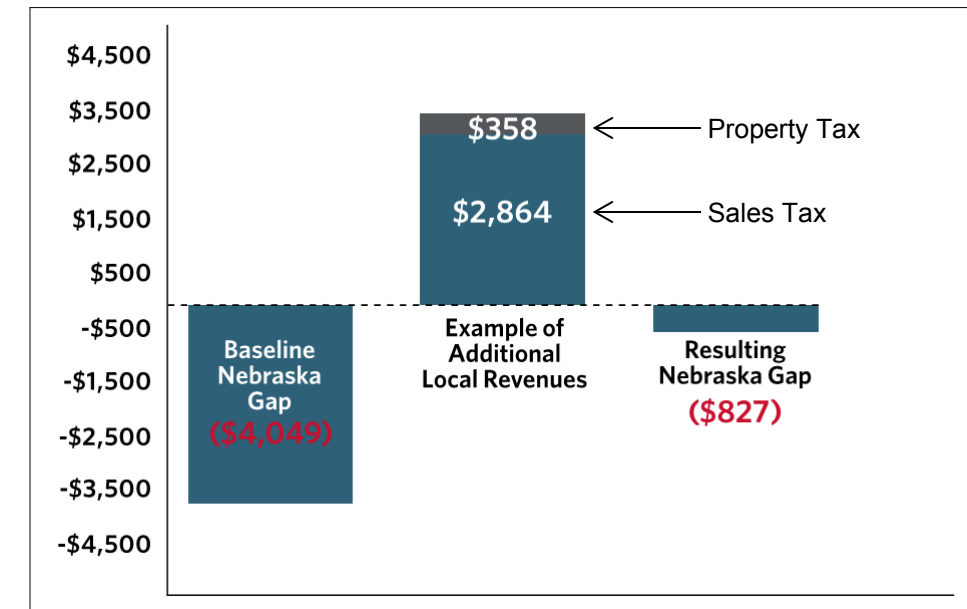 $4,500
$3,500
$2,500
$1,500
$500
-$500
-$1,500
-$2,500
-$3,500
-$4,500
Baseline
Nebraska
Gap
($4,049)
$358
$2,864
Property Tax
Sales Tax
Example of
Additional
Local Revenues
Resulting
Nebraska Gap
($827)